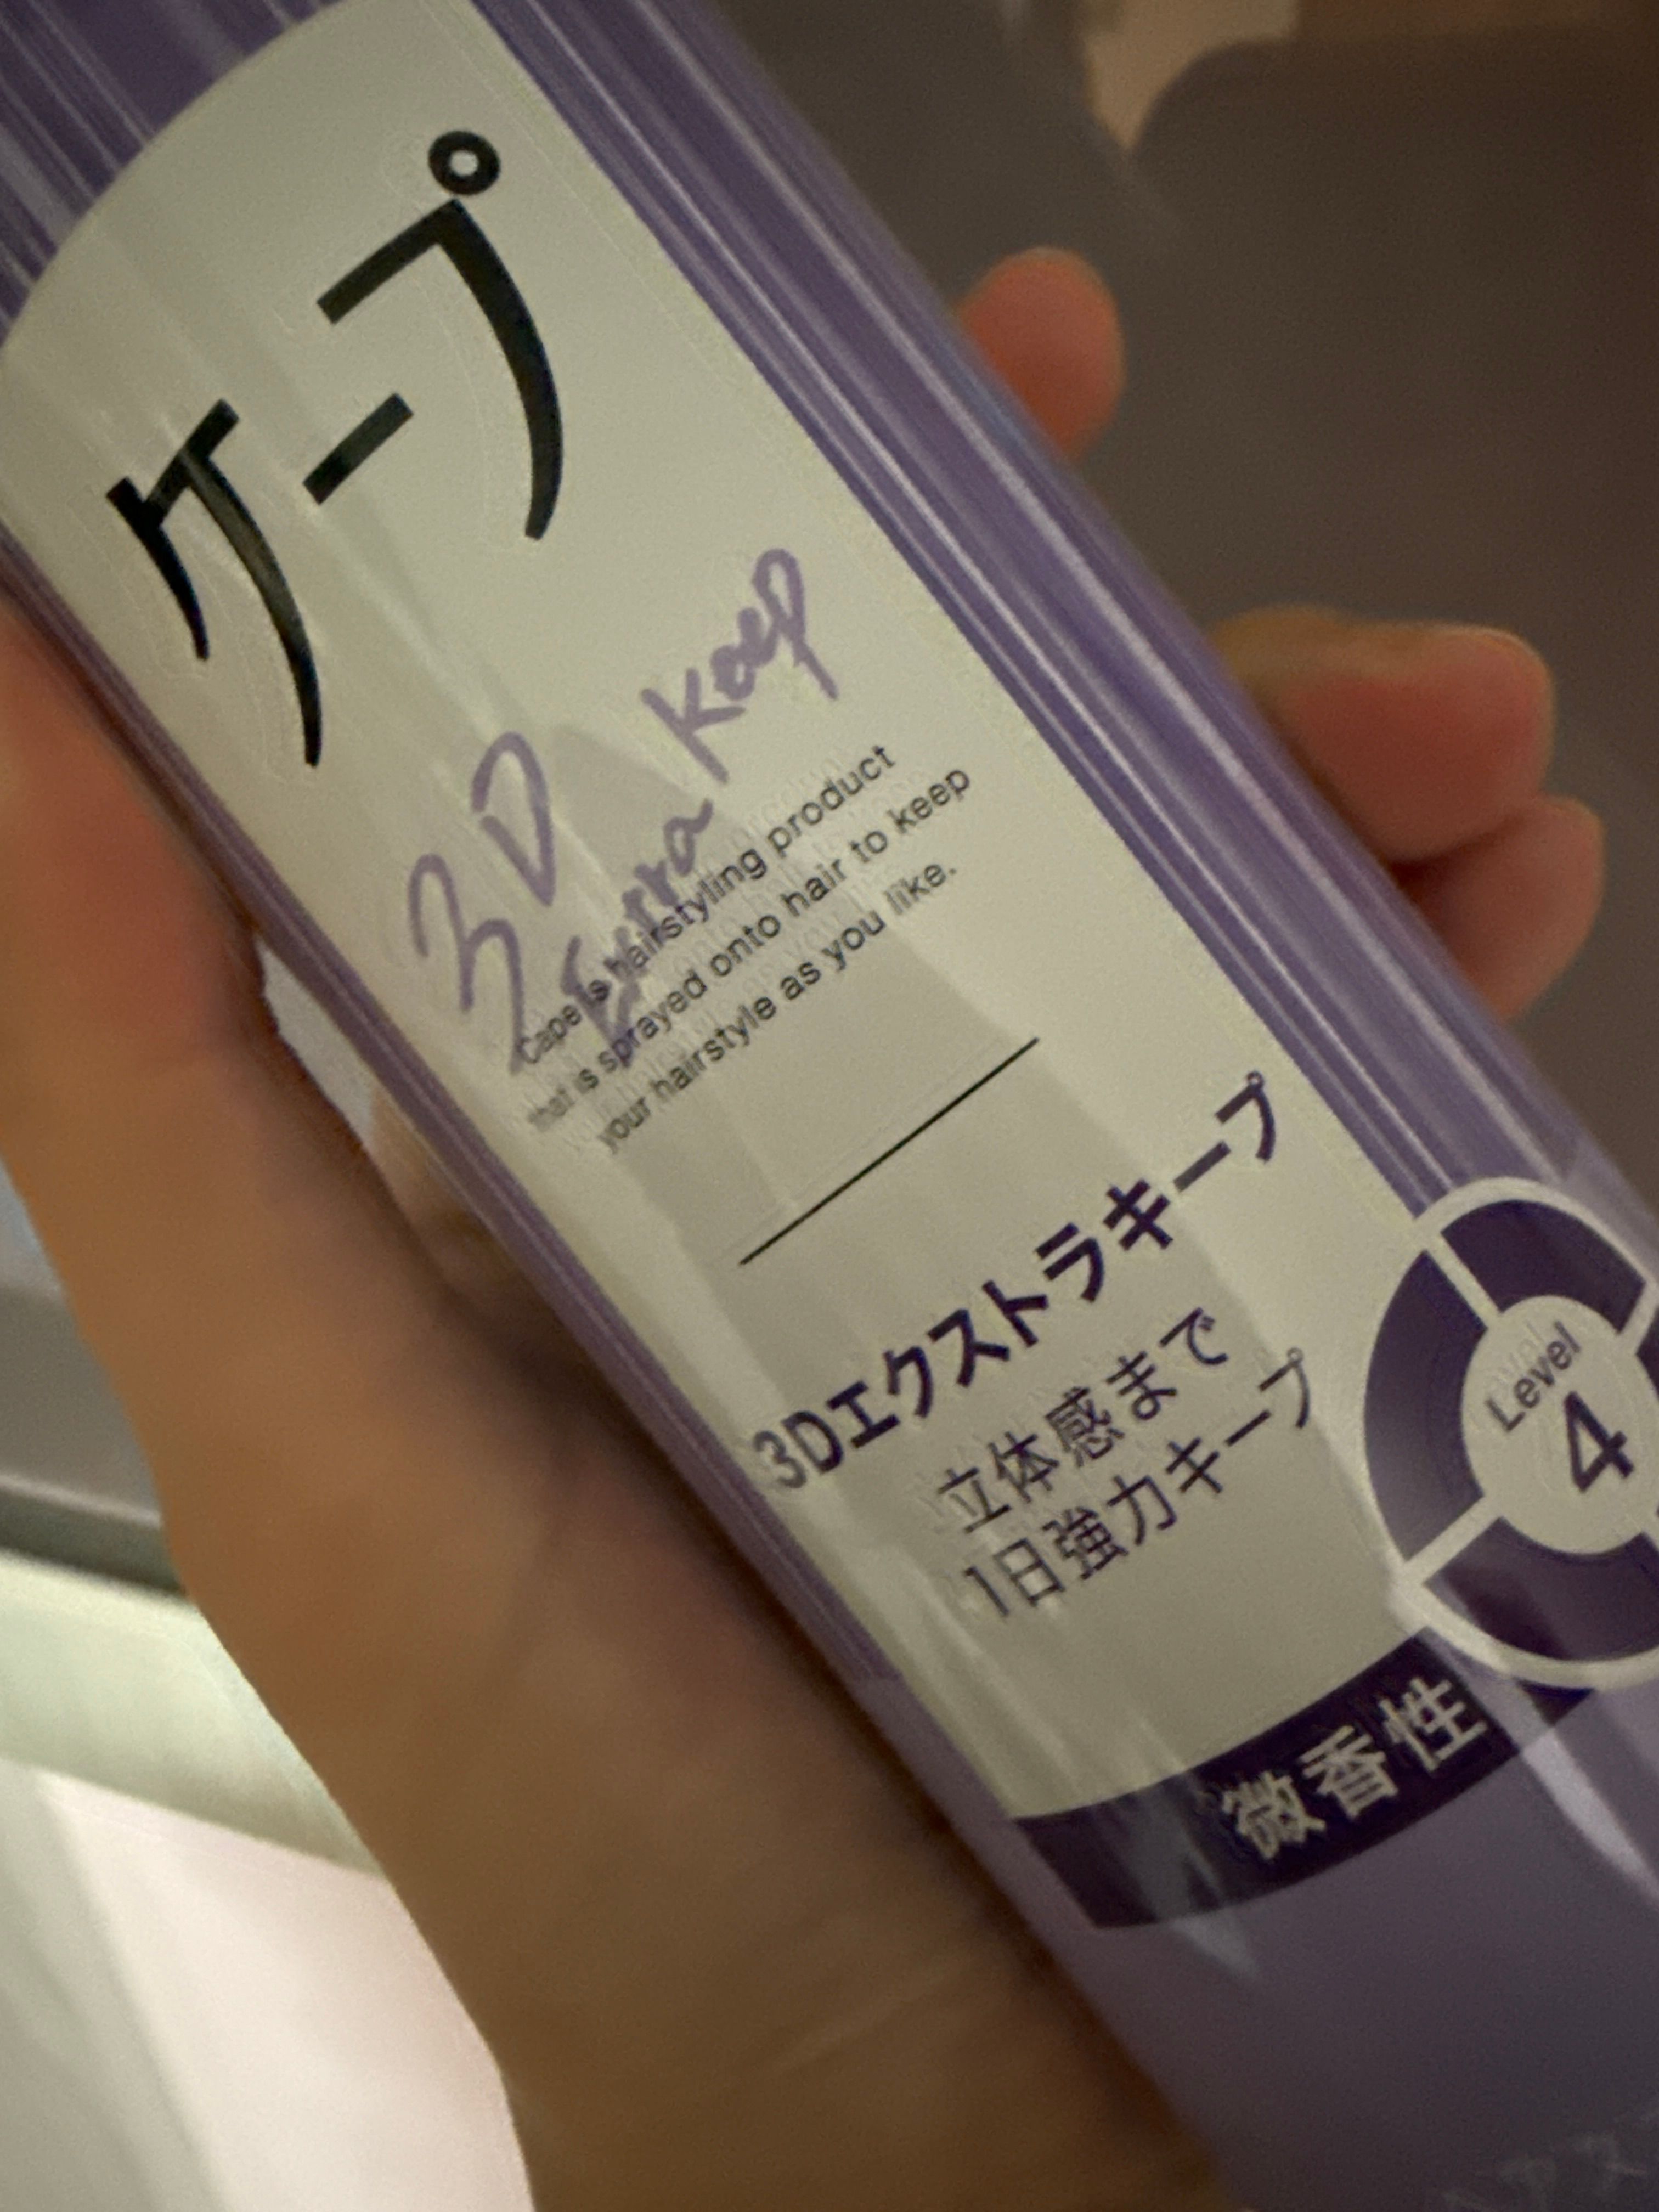 ケープ
3D
Extra Keep
Cape is hairstyling product
that is sprayed onto hair to keep
your hairstyle as you like.
3Dエクストラキープ
立体感まで
1日強力キープ
Level
4
微香性